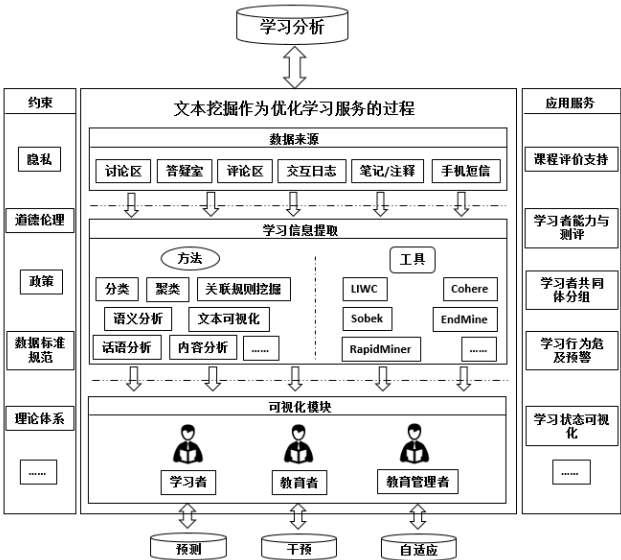 学习分析
约束
隐私
道德伦理
政策
数据标准
规范
理论体系
......
文本挖掘作为优化学习服务的过程
数据来源
讨论区 答疑室 评论区 交互日志 笔记/注释 手机短信
学习信息提取
方法
分类 聚类 关联规则挖掘
语义分析 文本可视化
话语分析 内容分析 ......
工具
LIWC Cohere
Sobek EndMine
RapidMiner ......
可视化模块
学习者 教育者 教育管理者
应用服务
课程评价支持
学习者能力与
测评
学习者共同
体分组
学习行为危
及预警
学习状态可视
化
......
预测 干预 自适应